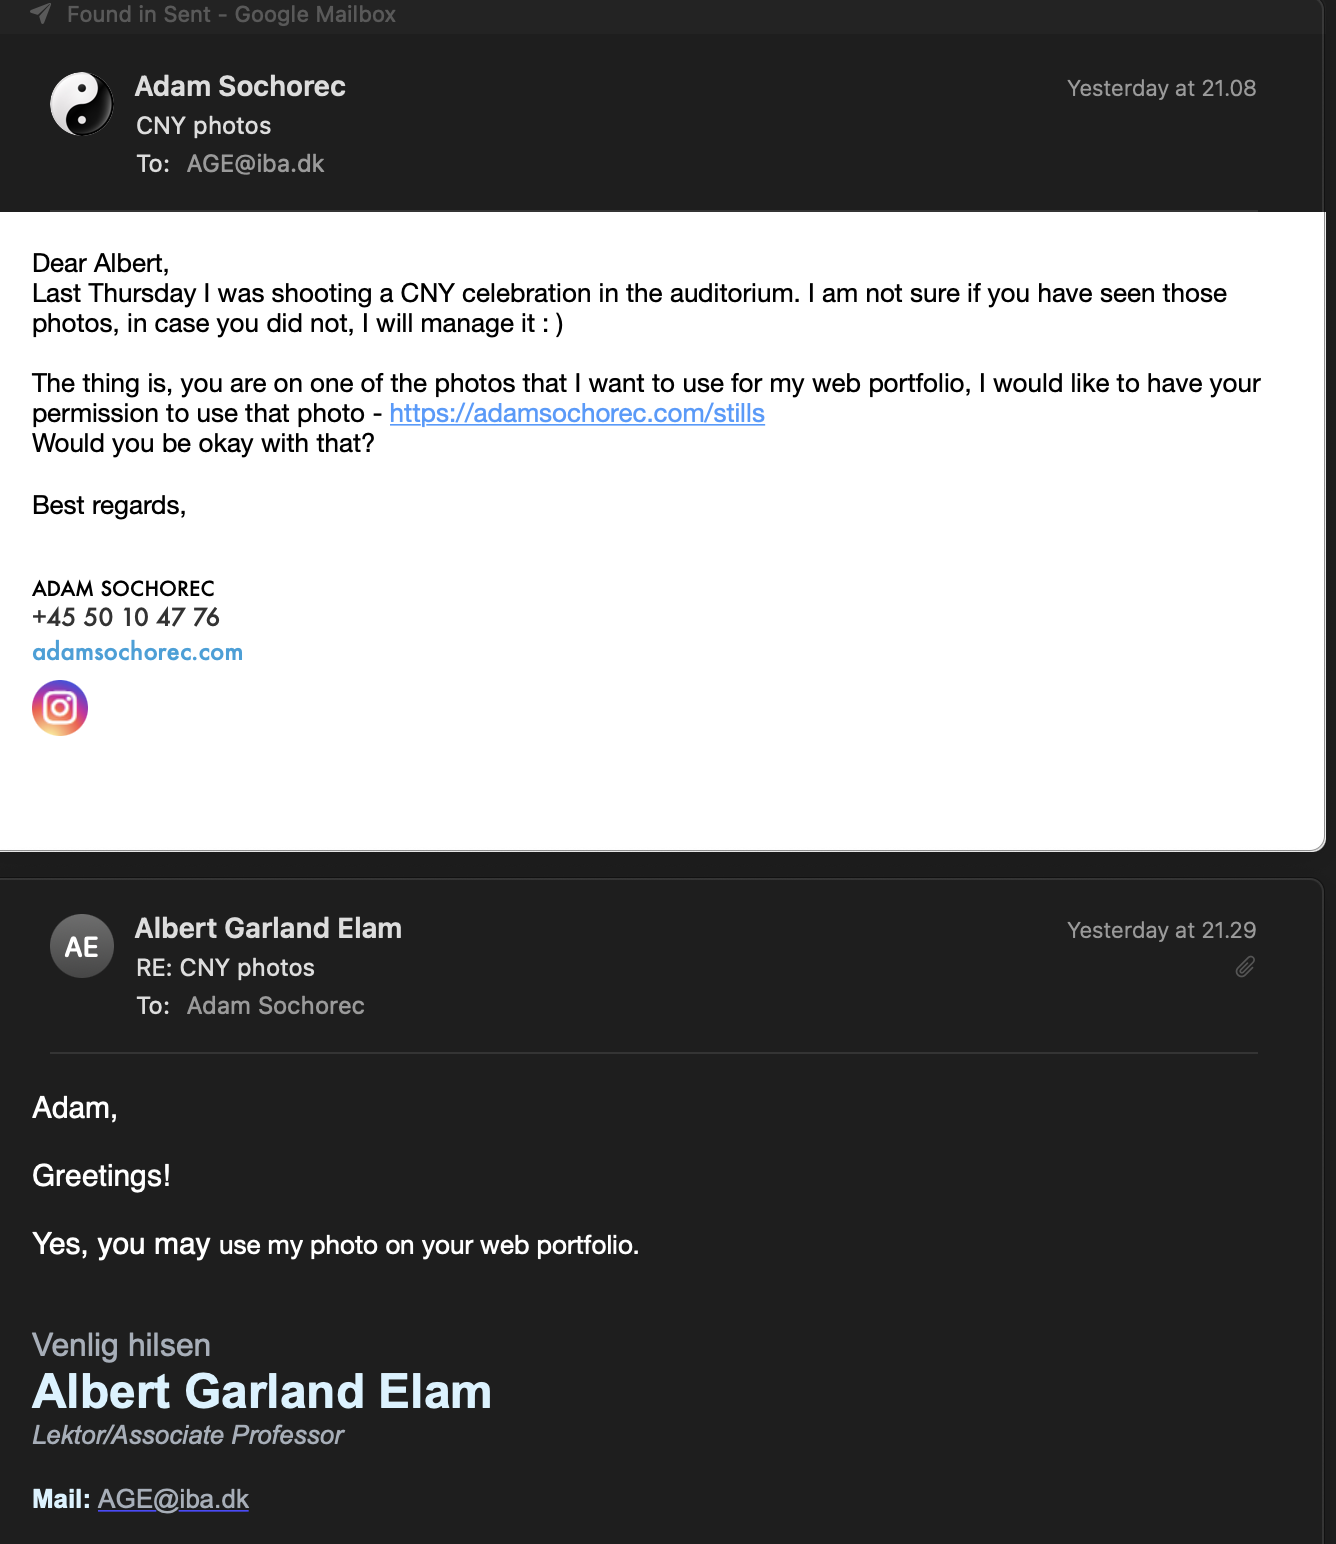 Found in Sent - Google Mailbox
Adam Sochorec
Yesterday at 21.08
CNY photos
To: AGE@iba.dk
Dear Albert,
Last Thursday I was shooting a CNY celebration in the auditorium. I am not sure if you have seen those
photos, in case you did not, I will manage it : )
The thing is, you are on one of the photos that I want to use for my web portfolio, I would like to have your
permission to use that photo - https://adamsochorec.com/stills
Would you be okay with that?
Best regards,
ADAM SOCHOREC
+45 50 10 47 76
adamsochorec.com
AE
Albert Garland Elam
Yesterday at 21.29
RE: CNY photos
To: Adam Sochorec
Adam,
Greetings!
Yes, you may use my photo on your web portfolio.
Venlig hilsen
Albert Garland Elam
Lektor/Associate Professor
Mail: AGE@iba.dk